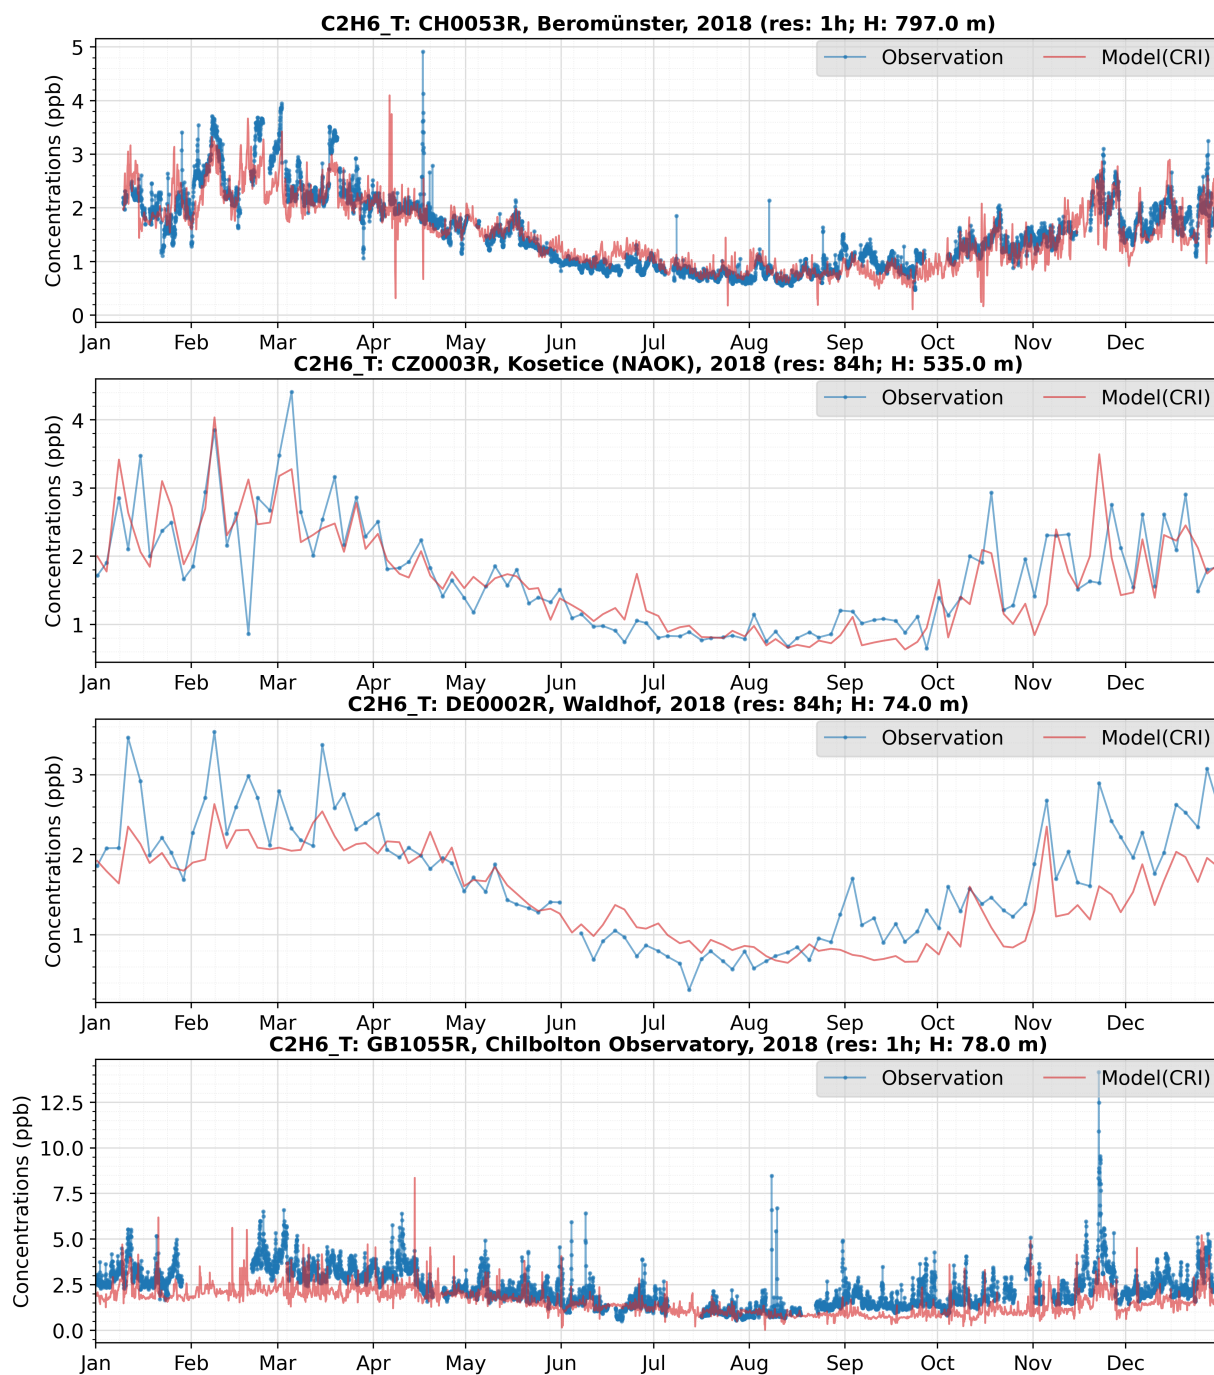 C2H6_T: CH0053R, Beromünster, 2018 (res: 1h; H: 797.0 m)
Observation Model(CRI)
Concentrations (ppb)
5
4
3
2
1
0
Jan Feb Mar Apr May Jun Jul Aug Sep Oct Nov Dec
C2H6_T: CZ0003R, Kosetice (NAOK), 2018 (res: 84h; H: 535.0 m)
Observation Model(CRI)
Concentrations (ppb)
4
3
2
1
Jan Feb Mar Apr May Jun Jul Aug Sep Oct Nov Dec
C2H6_T: DE0002R, Waldhof, 2018 (res: 84h; H: 74.0 m)
Observation Model(CRI)
Concentrations (ppb)
3
2
1
Jan Feb Mar Apr May Jun Jul Aug Sep Oct Nov Dec
C2H6_T: GB1055R, Chilbolton Observatory, 2018 (res: 1h; H: 78.0 m)
Observation Model(CRI)
Concentrations (ppb)
12.5
10.0
7.5
5.0
2.5
0.0
Jan Feb Mar Apr May Jun Jul Aug Sep Oct Nov Dec